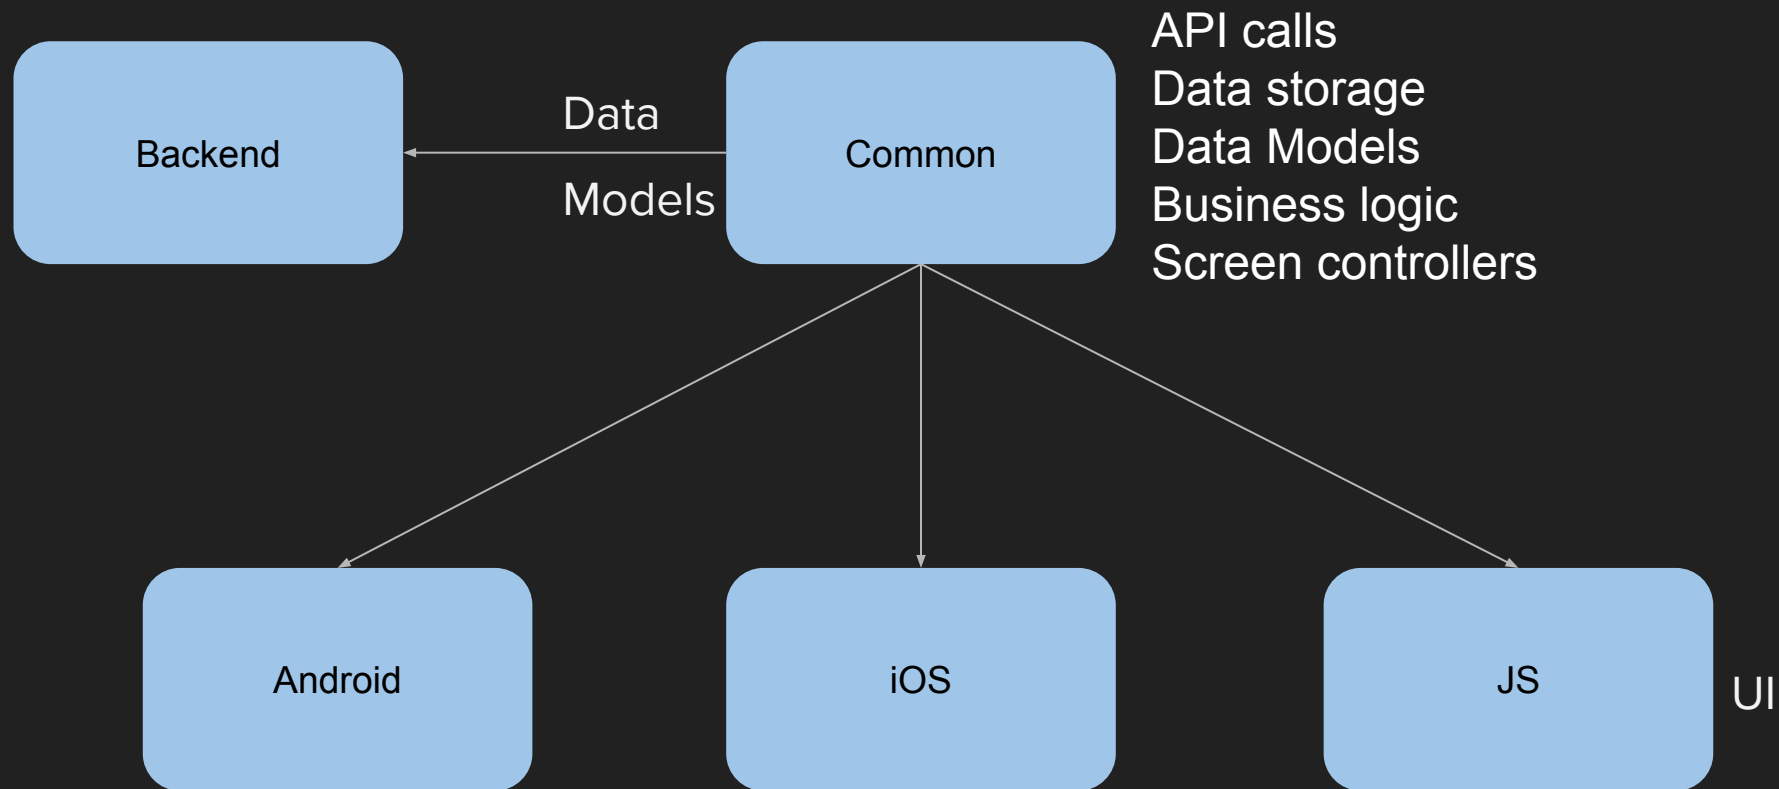 Backend
Data
Models
Common
API calls
Data storage
Data Models
Business logic
Screen controllers
Android
iOS
JS
UI